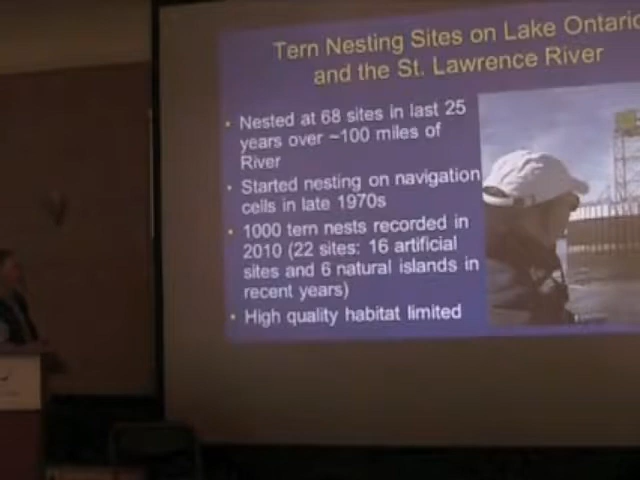 Tern Nesting Sites on Lake Ontario
and the St. Lawrence River
• Nested at 68 sites in last 25
years over ~100 miles of
River
• Started nesting on navigation
cells in late 1970s
• 1000 tern nests recorded in
2010 (22 sites: 16 artificial
sites and 6 natural islands in
recent years)
• High quality habitat limited